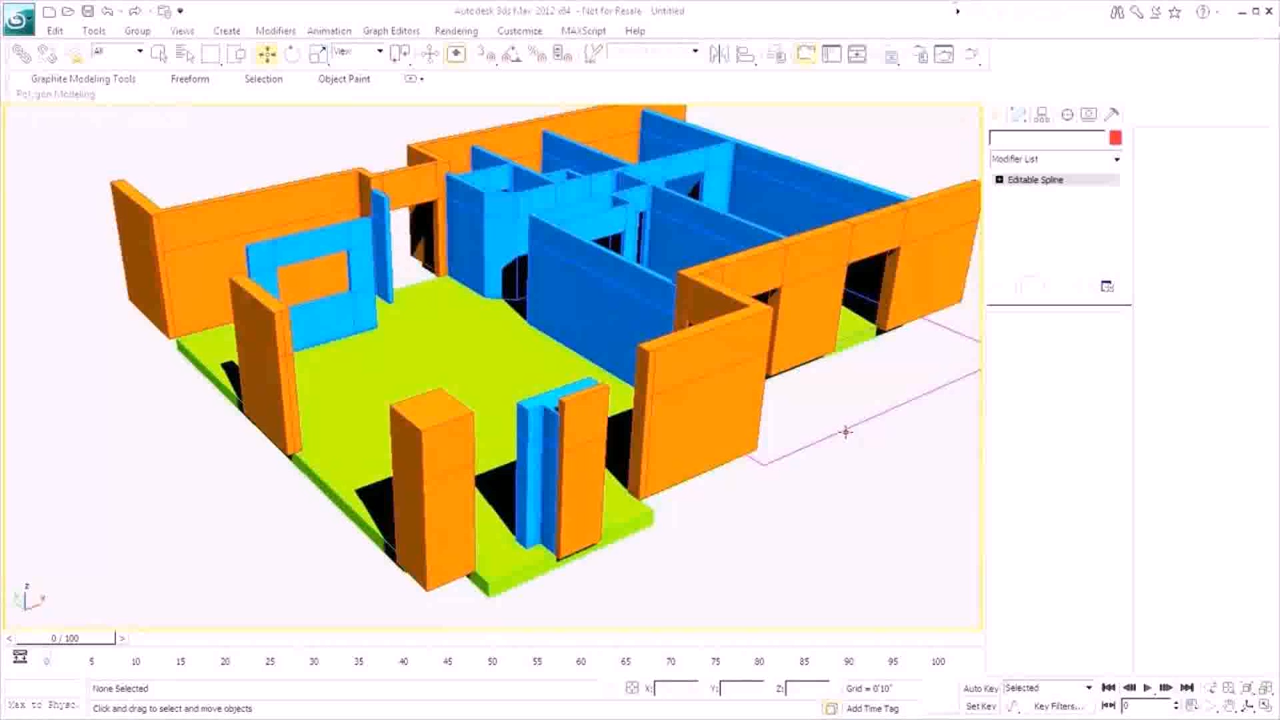 Autodesk 3ds Max 2012 x64 - Not for Resale Untitled
Edit Tools Group Views Create Modifiers Animation Graph Editors Rendering Customize MAXScript Help
All View
Graphite Modeling Tools Freeform Selection Object Paint
Polygon Modeling
Modifier List
Editable Spline
z
< 0 / 100 >
0 5 10 15 20 25 30 35 40 45 50 55 60 65 70 75 80 85 90 95 100
None Selected X: Y: Z: Grid = 0'10" Auto Key Selected
Max to Physc Click and drag to select and move objects Add Time Tag Set Key Key Filters... 0